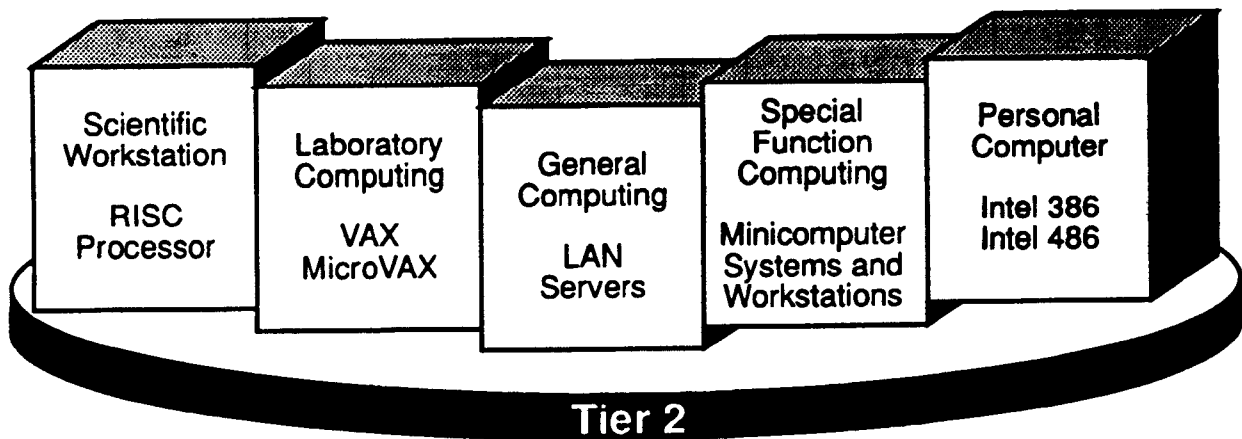 Scientific
Workstation
RISC
Processor
Laboratory
Computing
VAX
MicroVAX
General
Computing
LAN
Servers
Special
Function
Computing
Minicomputer
Systems and
Workstations
Personal
Computer
Intel 386
Intel 486
Tier 2